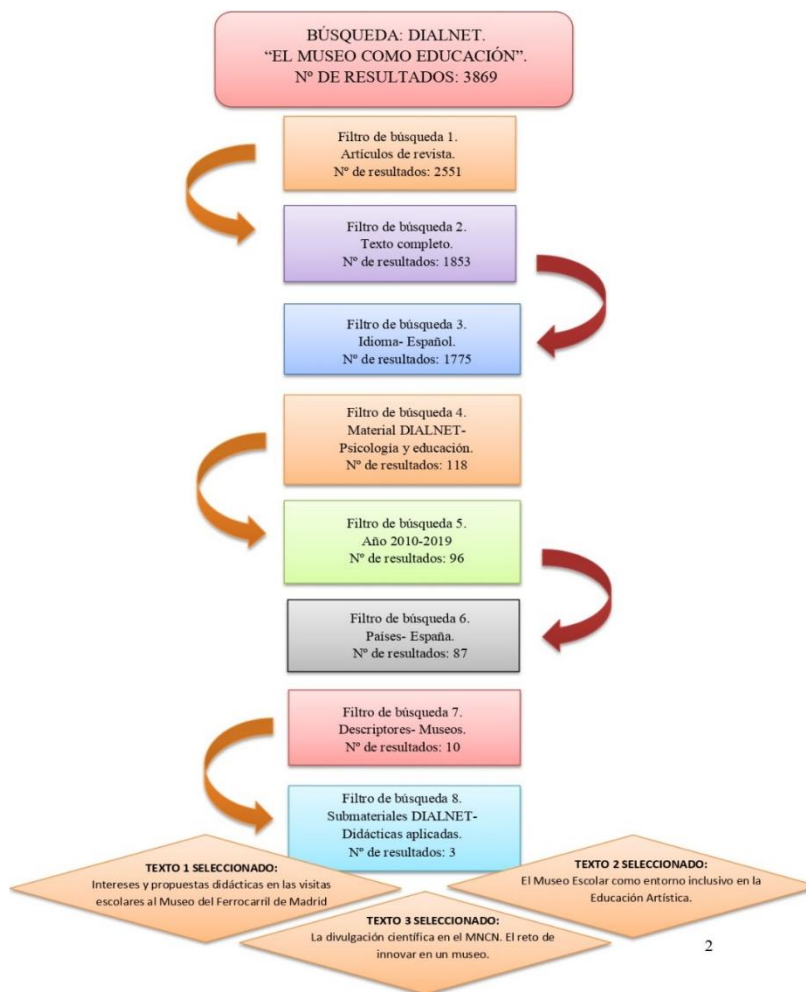 BÚSQUEDA: DIALNET.
“EL MUSEO COMO EDUCACIÓN”.
Nº DE RESULTADOS: 3869
Filtro de búsqueda 1.
Artículos de revista.
Nº de resultados: 2551
Filtro de búsqueda 2.
Texto completo.
Nº de resultados: 1853
Filtro de búsqueda 3.
Idioma- Español.
Nº de resultados: 1775
Filtro de búsqueda 4.
Material DIALNET-
Psicología y educación.
Nº de resultados: 118
Filtro de búsqueda 5.
Año 2010-2019
Nº de resultados: 96
Filtro de búsqueda 6.
Países- España.
Nº de resultados: 87
Filtro de búsqueda 7.
Descriptores- Museos.
Nº de resultados: 10
Filtro de búsqueda 8.
Submateriales DIALNET-
Didácticas aplicadas.
Nº de resultados: 3
TEXTO 1 SELECCIONADO:
Intereses y propuestas didácticas en las visitas
escolares al Museo del Ferrocarril de Madrid
TEXTO 2 SELECCIONADO:
El Museo Escolar como entorno inclusivo en la
Educación Artística.
TEXTO 3 SELECCIONADO:
La divulgación científica en el MNCN. El reto de
innovar en un museo.
2